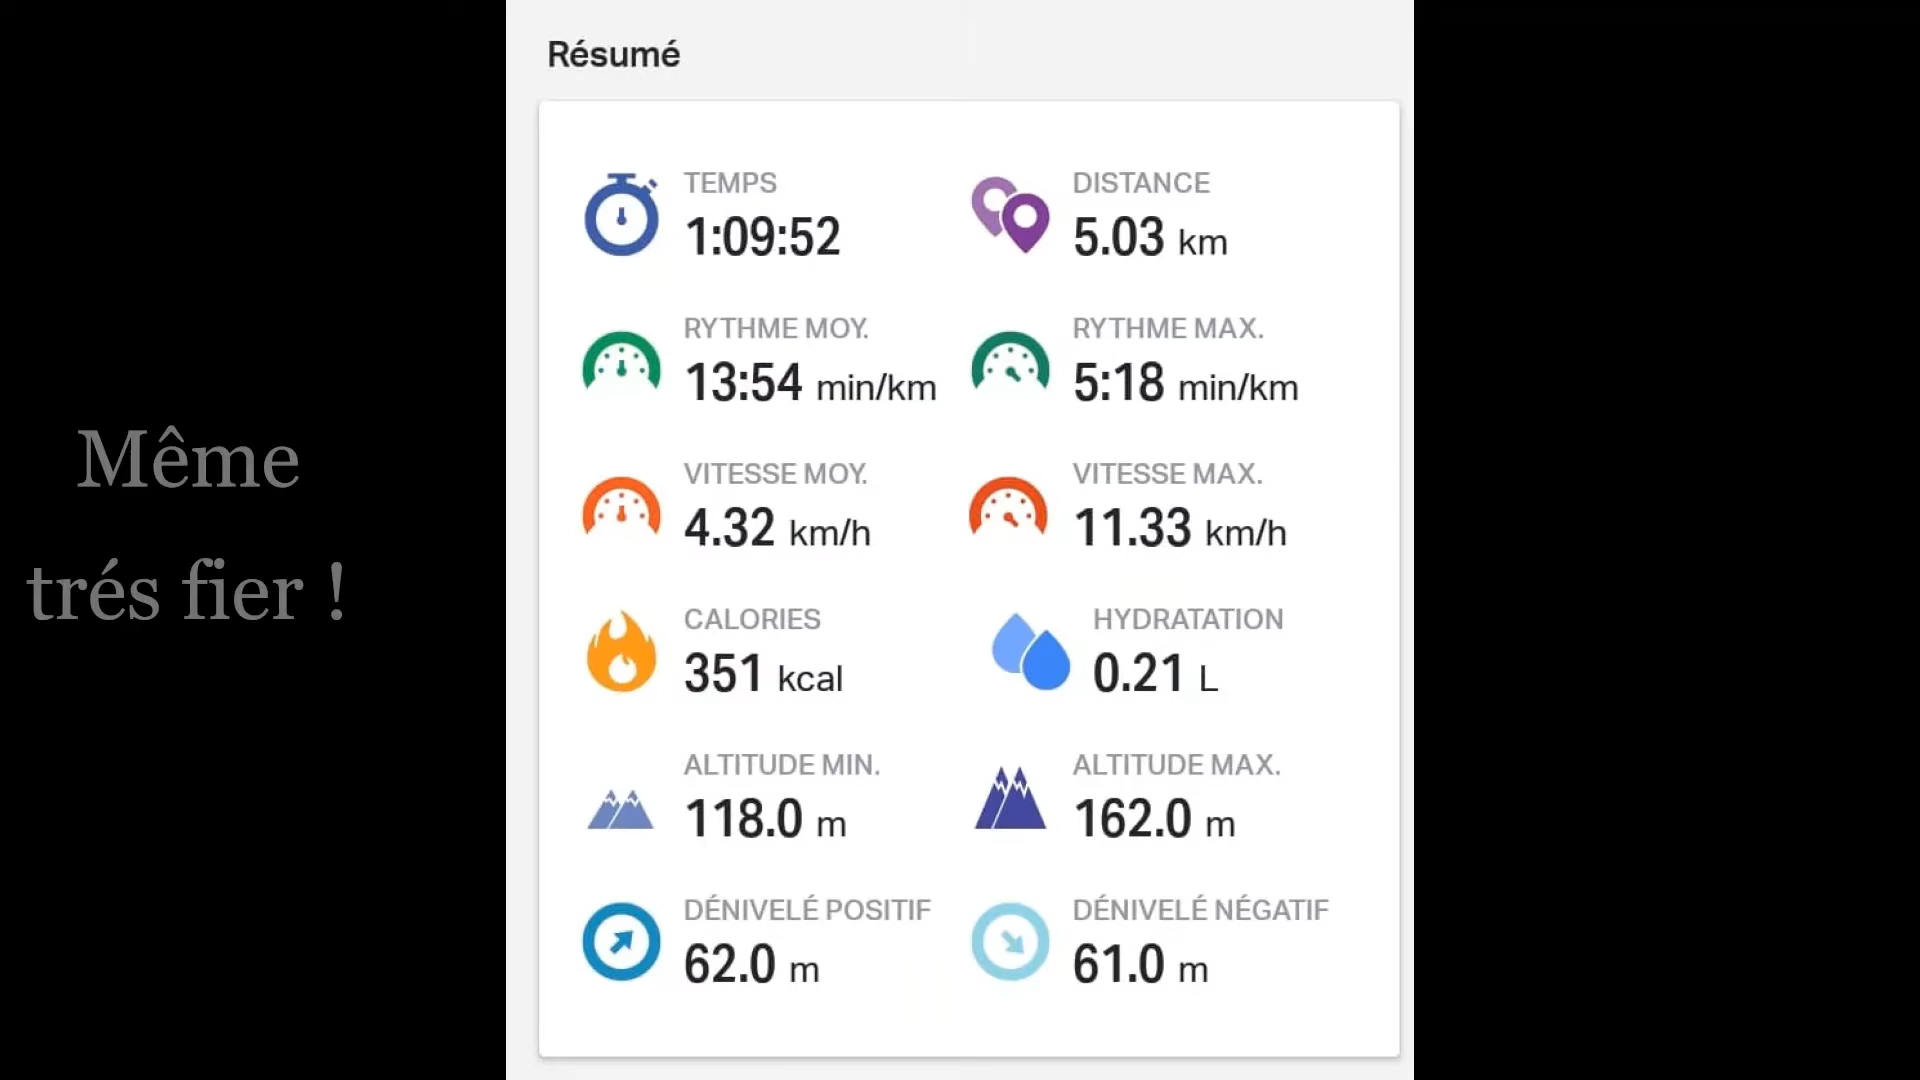 Résumé
TEMPS
1:09:52
DISTANCE
5.03 km
RYTHME MOY.
13:54 min/km
RYTHME MAX.
5:18 min/km
VITESSE MOY.
4.32 km/h
VITESSE MAX.
11.33 km/h
CALORIES
351 kcal
HYDRATATION
0.21 L
ALTITUDE MIN.
118.0 m
ALTITUDE MAX.
162.0 m
DÉNIVELÉ POSITIF
62.0 m
DÉNIVELÉ NÉGATIF
61.0 m
Même
trés fier !